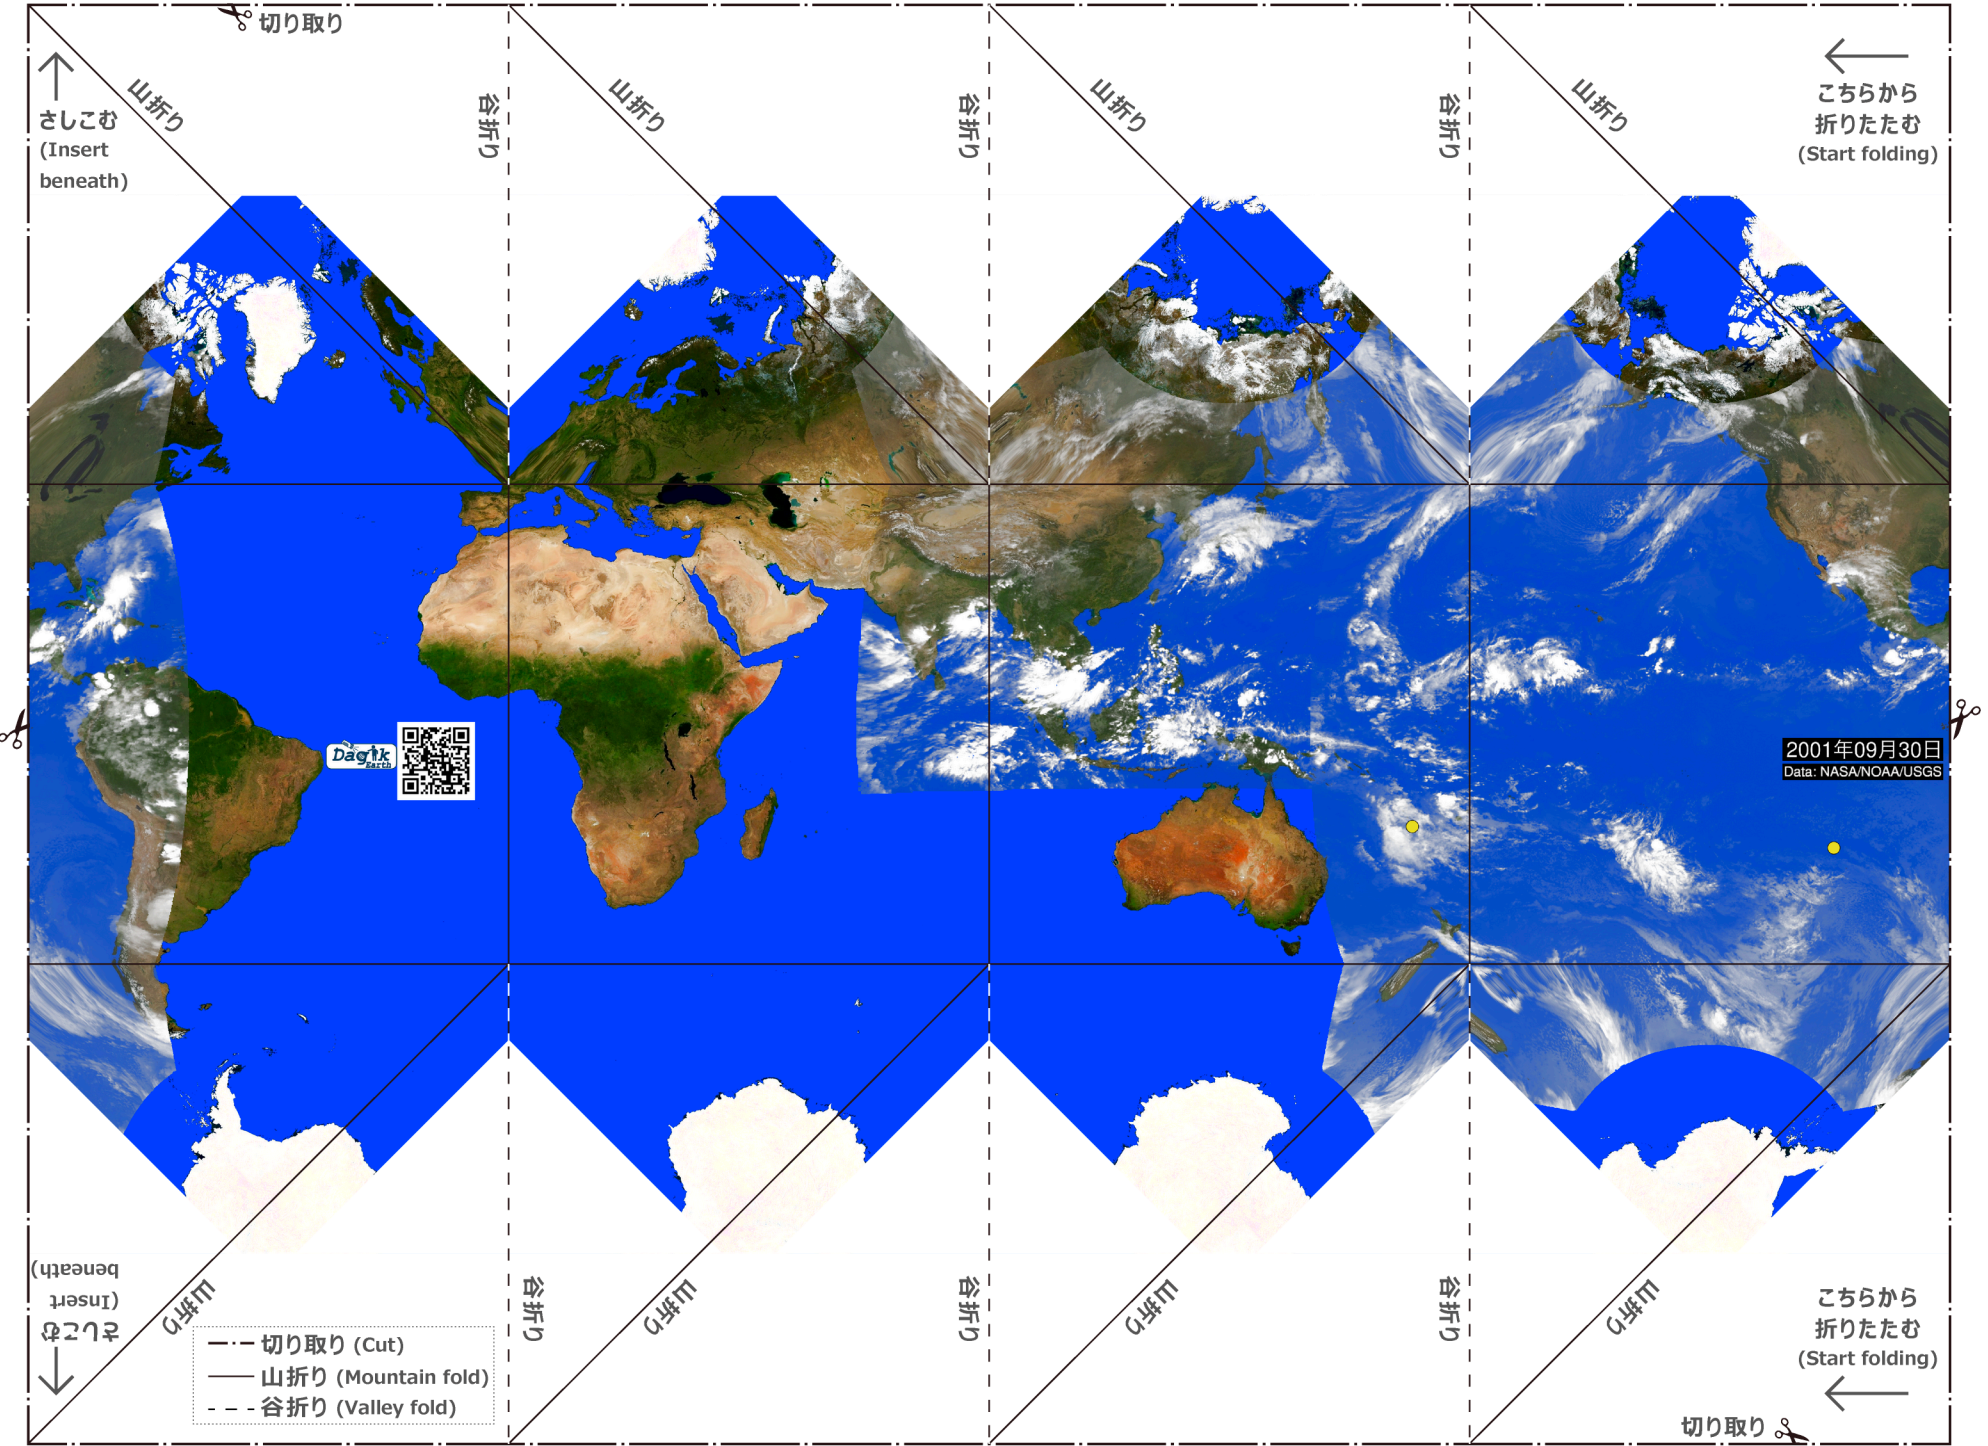 切り取り
さしこむ
(Insert
beneath)
山折り
谷折り
山折り
谷折り
山折り
谷折り
山折り
こちらから
折りたたむ
(Start folding)
Dagik
Earth
2001年09月30日
Data: NASA/NOAA/USGS
さしこむ
(Insert
beneath)
山折り
谷折り
山折り
谷折り
山折り
谷折り
山折り
こちらから
折りたたむ
(Start folding)
切り取り (Cut)
山折り (Mountain fold)
谷折り (Valley fold)
切り取り